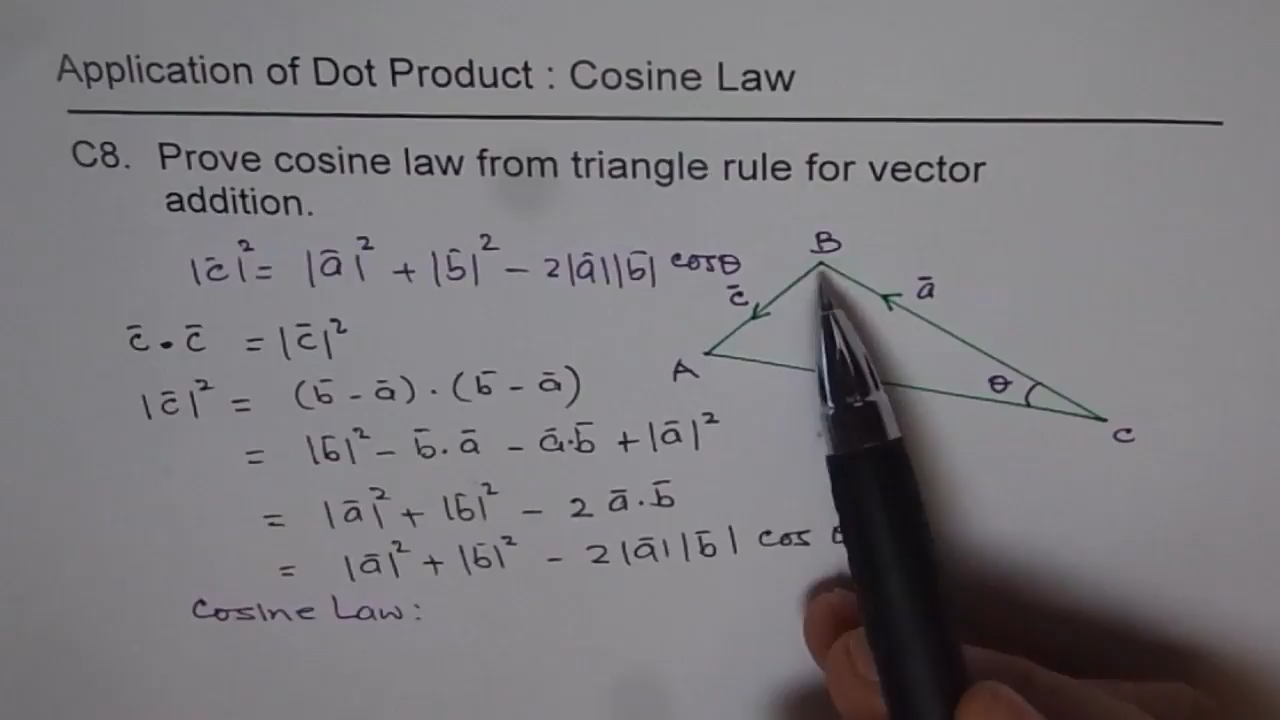 Application of Dot Product : Cosine Law
C8. Prove cosine law from triangle rule for vector
addition.
|c̄|² = |ā|² + |b̄|² − 2|ā||b̄| cosθ
c̄ • c̄ = |c̄|²
|c̄|² = (b̄ − ā) · (b̄ − ā)
= |b̄|² − b̄.ā − ā.b̄ + |ā|²
= |ā|² + |b̄|² − 2 ā.b̄
= |ā|² + |b̄|² − 2|ā||b̄| cos
Cosine Law:
B
c̄
ā
A
θ
C